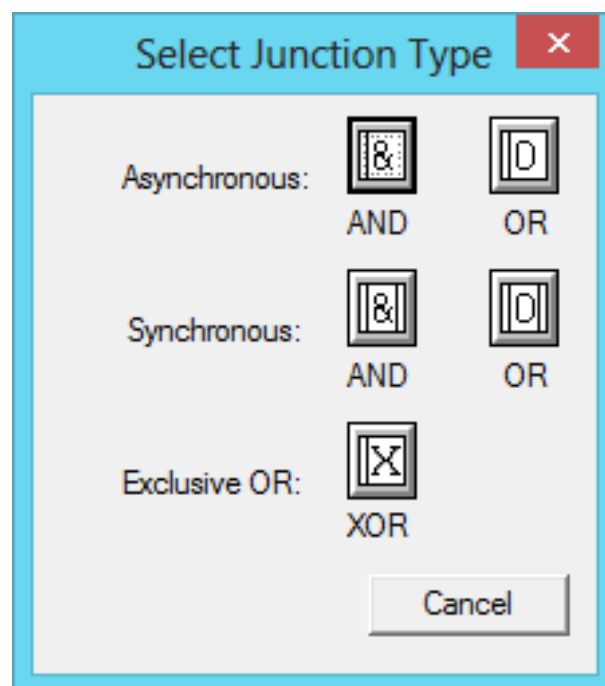 Select Junction Type
Asynchronous: & O
AND OR
Synchronous: & O
AND OR
Exclusive OR: X
XOR
Cancel